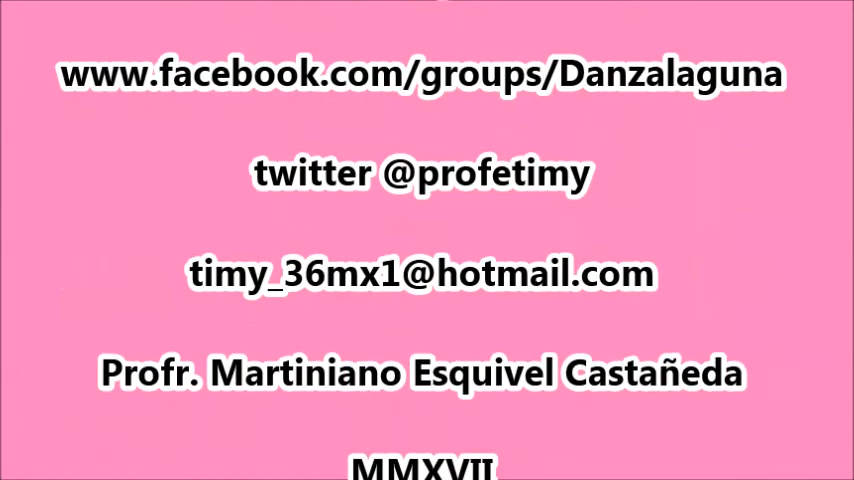 www.facebook.com/groups/Danzalaguna
twitter @profetimy
timy_36mx1@hotmail.com
Profr. Martiniano Esquivel Castañeda
MMXVII